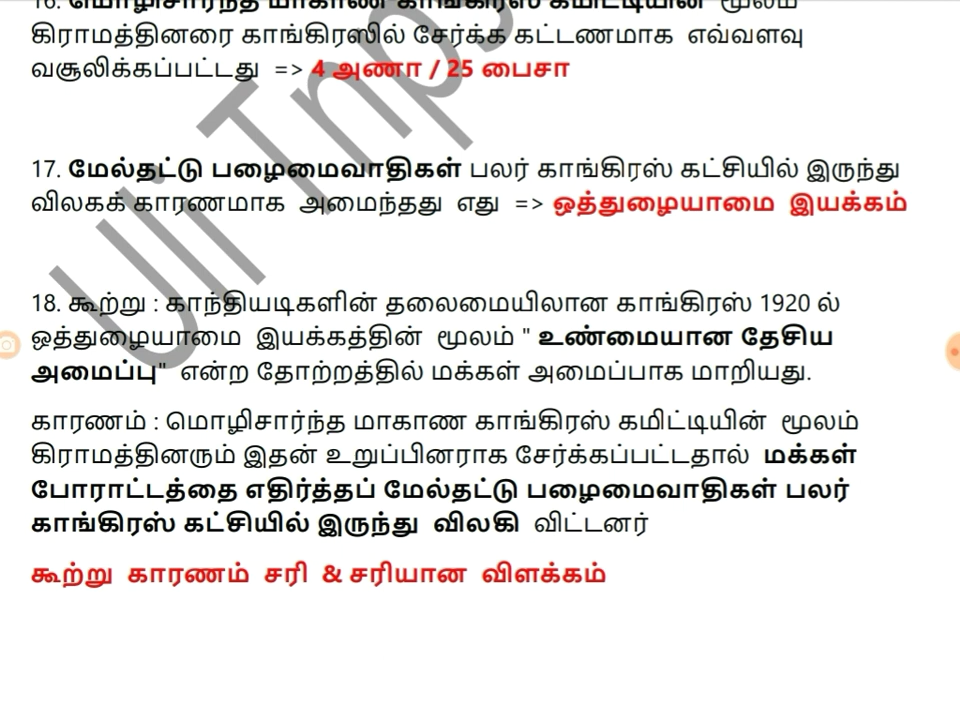 16. மொழிசார்ந்த மாகாண காங்கிரஸ் கமிட்டியின் மூலம்
கிராமத்தினரை காங்கிரஸில் சேர்க்க கட்டணமாக எவ்வளவு
வசூலிக்கப்பட்டது => 4 அணா / 25 பைசா
17. மேல்தட்டு பழைமைவாதிகள் பலர் காங்கிரஸ் கட்சியில் இருந்து
விலகக் காரணமாக அமைந்தது எது => ஒத்துழையாமை இயக்கம்
18. கூற்று : காந்தியடிகளின் தலைமையிலான காங்கிரஸ் 1920 ல்
ஒத்துழையாமை இயக்கத்தின் மூலம் " உண்மையான தேசிய
அமைப்பு" என்ற தோற்றத்தில் மக்கள் அமைப்பாக மாறியது.
காரணம் : மொழிசார்ந்த மாகாண காங்கிரஸ் கமிட்டியின் மூலம்
கிராமத்தினரும் இதன் உறுப்பினராக சேர்க்கப்பட்டதால் மக்கள்
போராட்டத்தை எதிர்த்தப் மேல்தட்டு பழைமைவாதிகள் பலர்
காங்கிரஸ் கட்சியில் இருந்து விலகி விட்டனர்
கூற்று காரணம் சரி & சரியான விளக்கம்